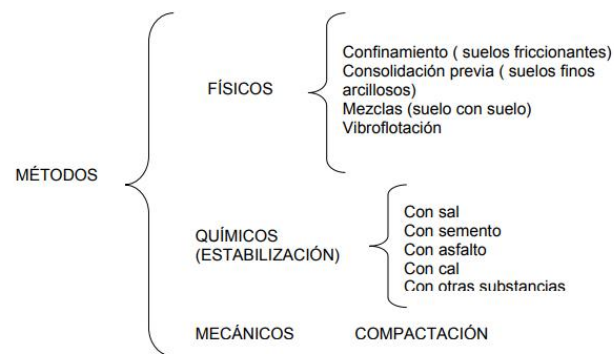 Confinamiento ( suelos friccionantes)
Consolidación previa ( suelos finos
arcillosos)
FÍSICOS
Mezclas (suelo con suelo)
Vibroflotación
MÉTODOS
Con sal
Con semento
QUÍMICOS
(ESTABILIZACIÓN)
Con asfalto
Con cal
Con otras substancias
MECÁNICOS COMPACTACIÓN